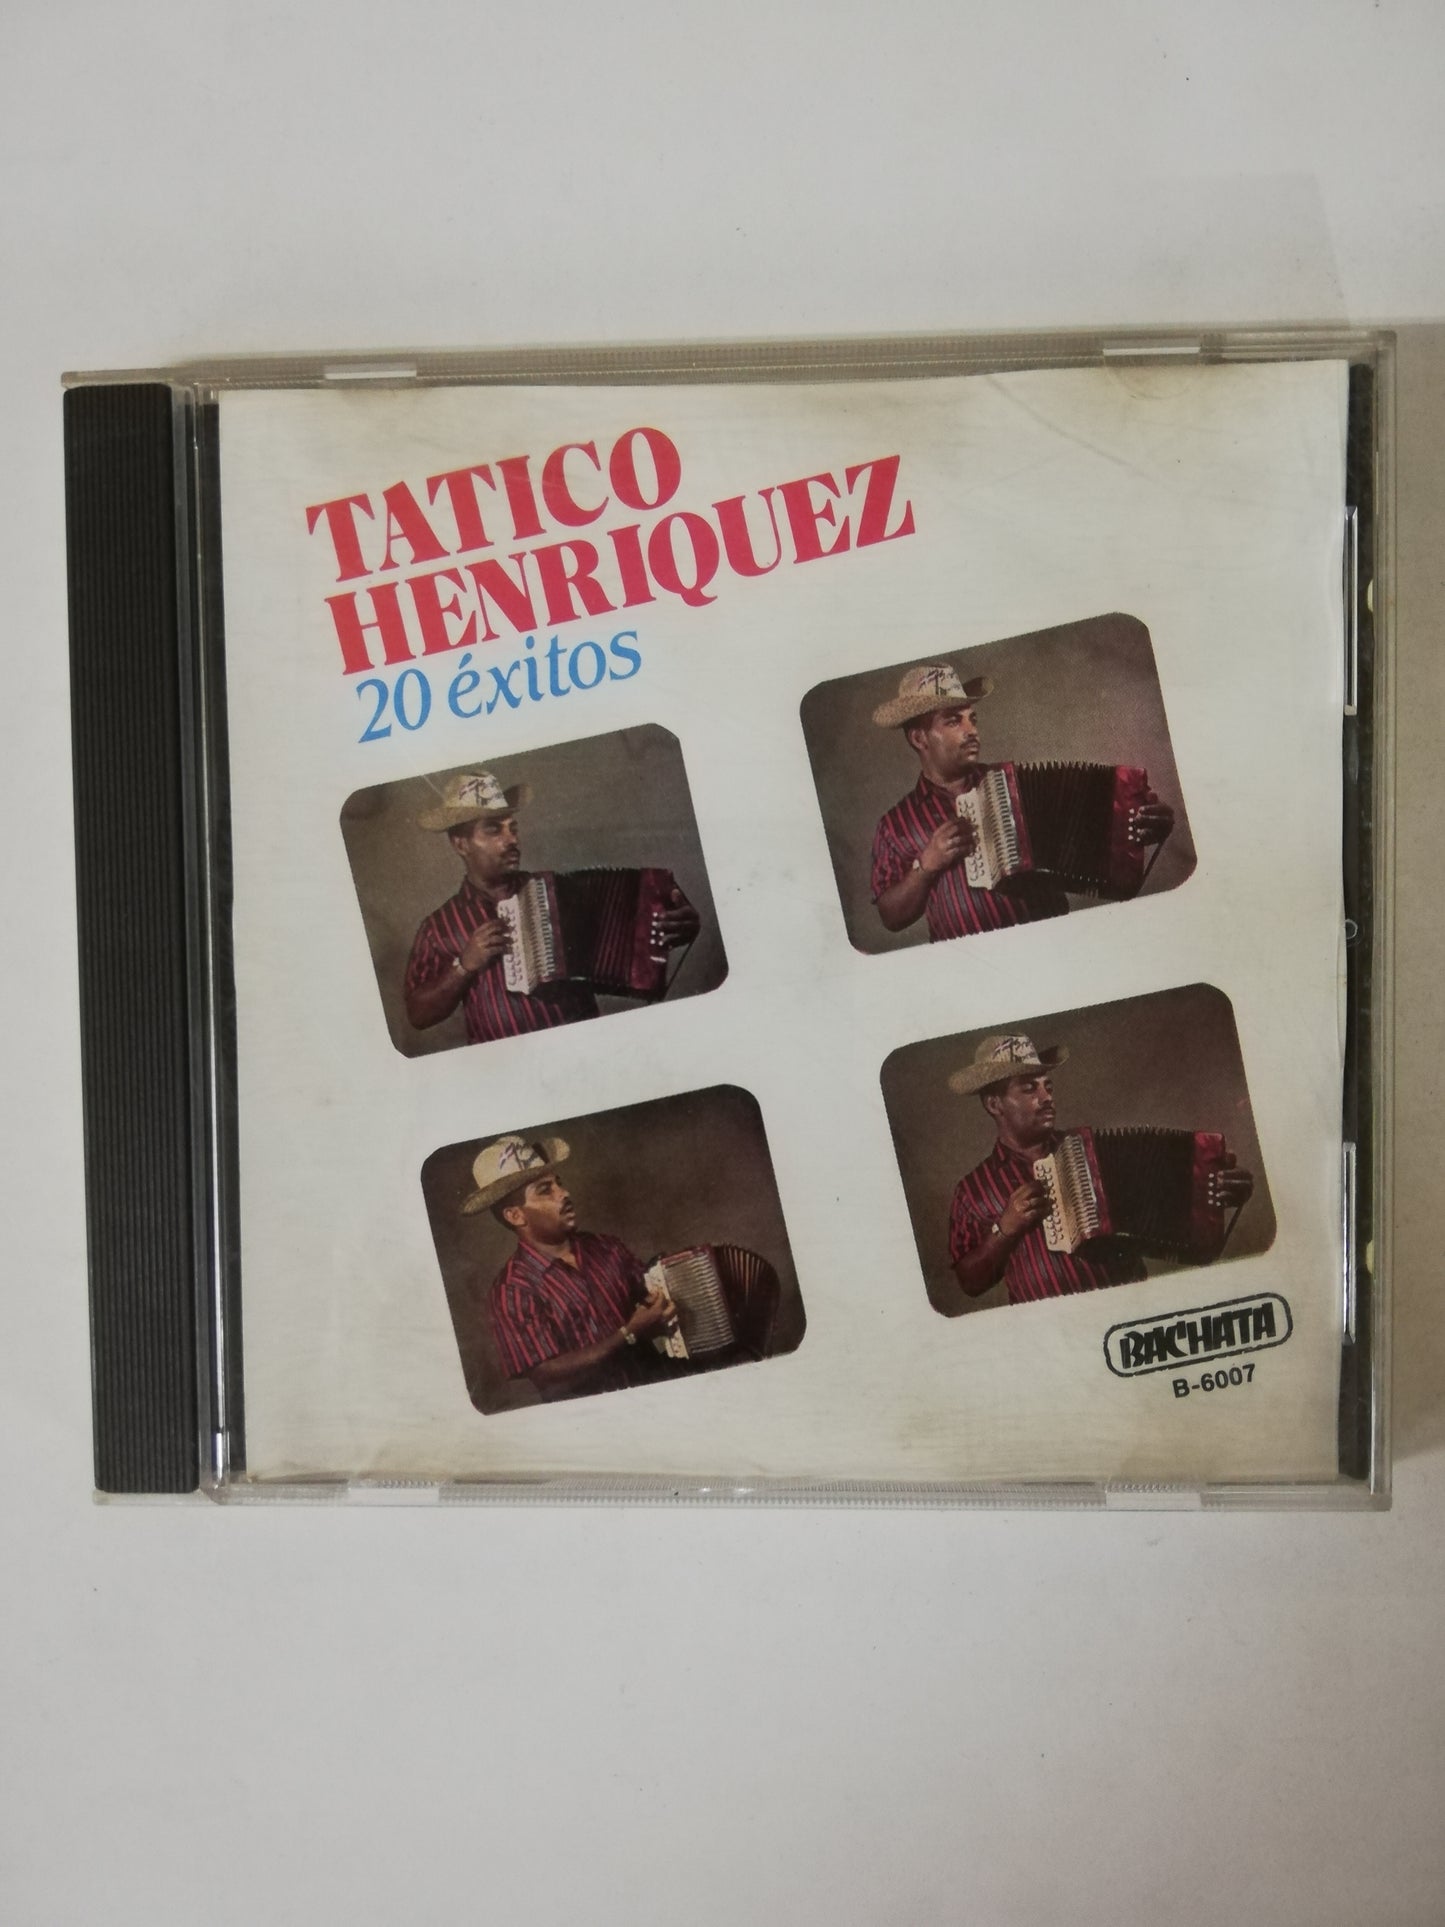 TATICO
HENRIQUEZ
20 éxitos
BACHATA
B-6007